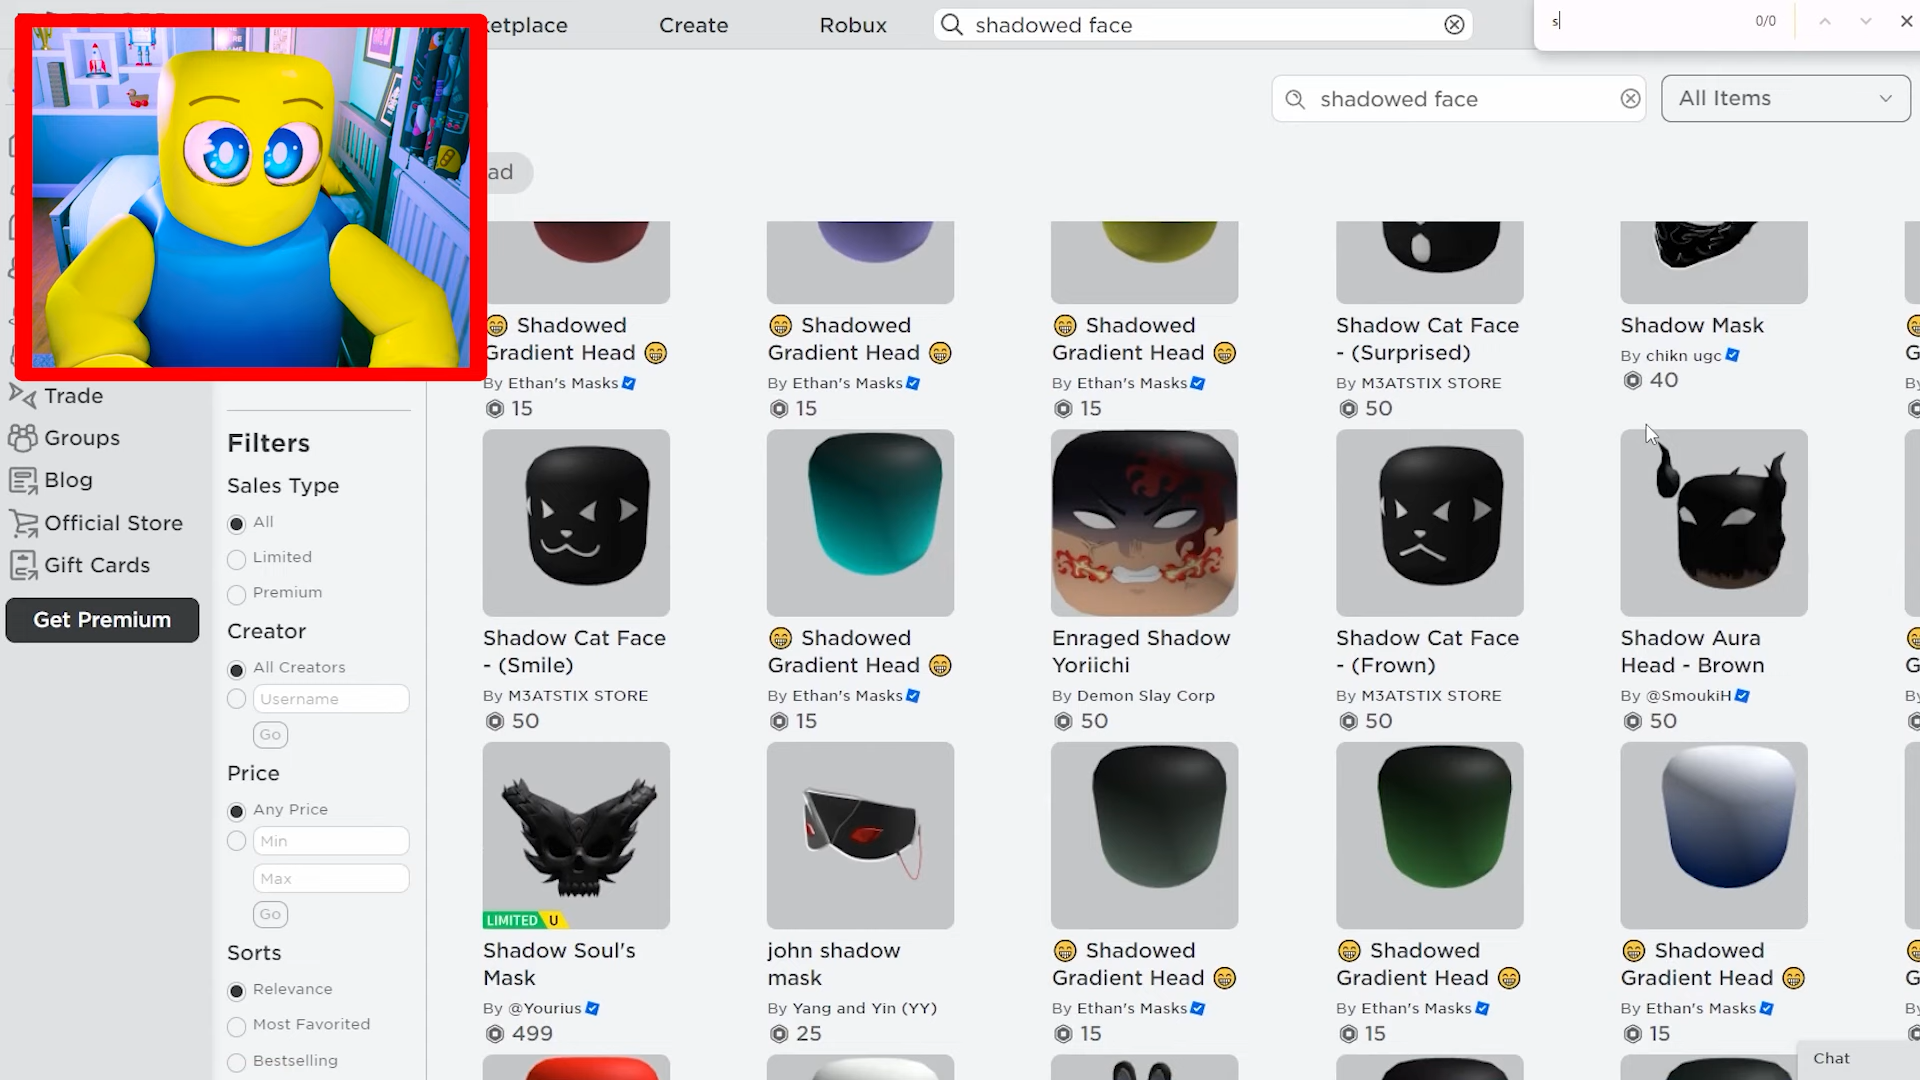 ketplace
Create
Robux
shadowed face
s
0/0
shadowed face
All Items
ad
😁 Shadowed
Gradient Head 😁
By Ethan's Masks
15
😁 Shadowed
Gradient Head 😁
By Ethan's Masks
15
😁 Shadowed
Gradient Head 😁
By Ethan's Masks
15
Shadow Cat Face
- (Surprised)
By M3ATSTIX STORE
50
Shadow Mask
By chikn ugc
40
Trade
Groups
Blog
Official Store
Gift Cards
Get Premium
Filters
Sales Type
All
Limited
Premium
Creator
All Creators
Username
Go
Price
Any Price
Min
Max
Go
Sorts
Relevance
Most Favorited
Bestselling
Shadow Cat Face
- (Smile)
By M3ATSTIX STORE
50
😁 Shadowed
Gradient Head 😁
By Ethan's Masks
15
Enraged Shadow
Yoriichi
By Demon Slay Corp
50
Shadow Cat Face
- (Frown)
By M3ATSTIX STORE
50
Shadow Aura
Head - Brown
By @SmoukiH
50
LIMITED U
Shadow Soul's
Mask
By @Yourius
499
john shadow
mask
By Yang and Yin (YY)
25
😁 Shadowed
Gradient Head 😁
By Ethan's Masks
15
😁 Shadowed
Gradient Head 😁
By Ethan's Masks
15
😁 Shadowed
Gradient Head 😁
By Ethan's Masks
15
Chat